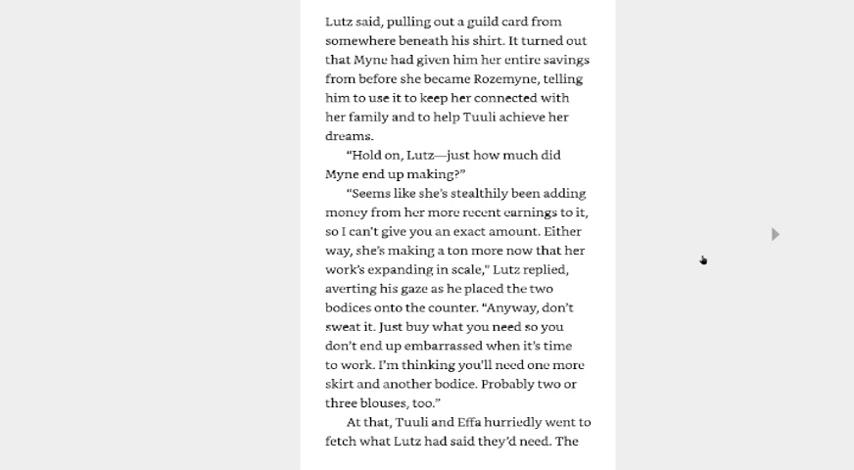 Lutz said, pulling out a guild card from
somewhere beneath his shirt. It turned out
that Myne had given him her entire savings
from before she became Rozemyne, telling
him to use it to keep her connected with
her family and to help Tuuli achieve her
dreams.
“Hold on, Lutz—just how much did
Myne end up making?”
“Seems like she’s stealthily been adding
money from her more recent earnings to it,
so I can’t give you an exact amount. Either
way, she’s making a ton more now that her
work’s expanding in scale,” Lutz replied,
averting his gaze as he placed the two
bodices onto the counter. “Anyway, don’t
sweat it. Just buy what you need so you
don’t end up embarrassed when it’s time
to work. I’m thinking you’ll need one more
skirt and another bodice. Probably two or
three blouses, too.”
At that, Tuuli and Effa hurriedly went to
fetch what Lutz had said they’d need. The